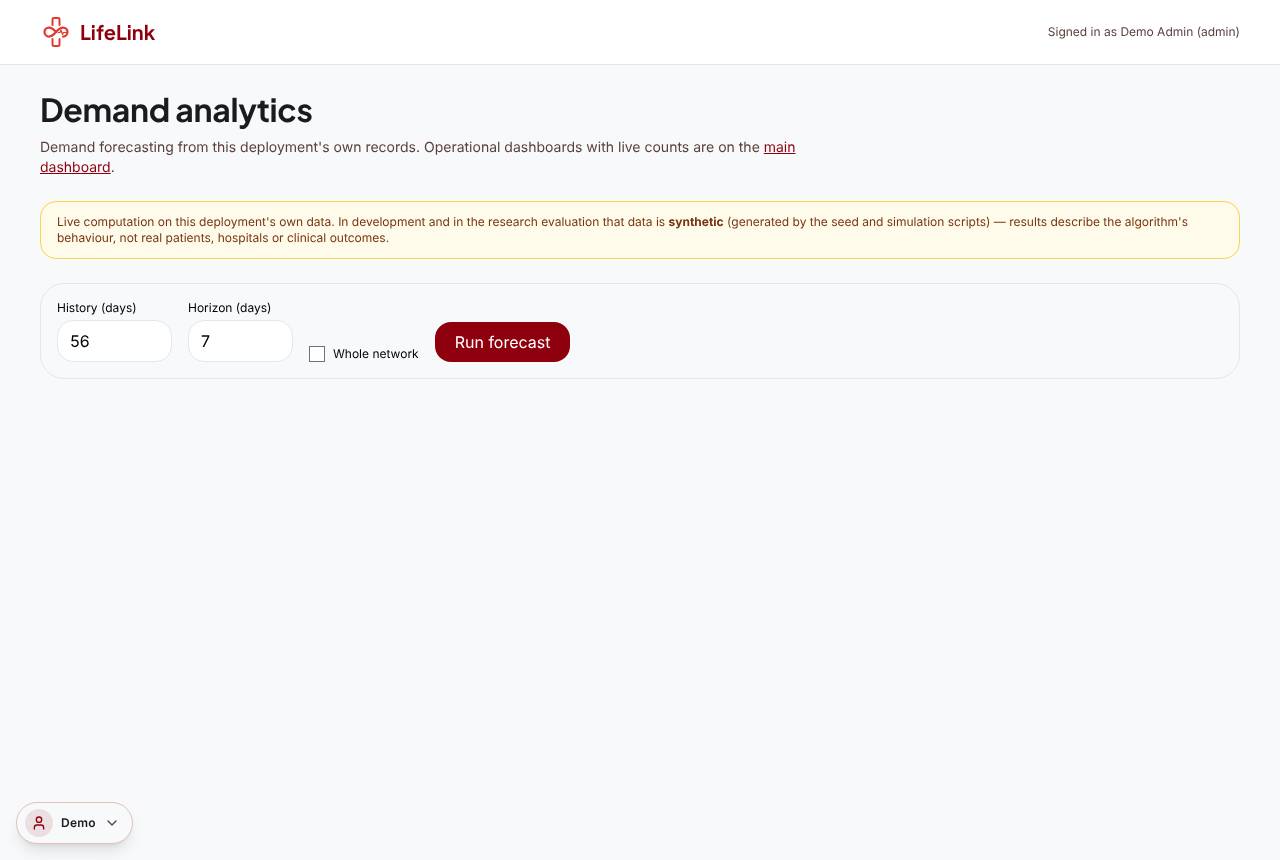 LifeLink
Signed in as Demo Admin (admin)
Demand analytics
Demand forecasting from this deployment's own records. Operational dashboards with live counts are on the main
dashboard.
Live computation on this deployment's own data. In development and in the research evaluation that data is synthetic (generated by the seed and simulation scripts) — results describe the algorithm's
behaviour, not real patients, hospitals or clinical outcomes.
History (days)
Horizon (days)
56
7
Whole network
Run forecast
Demo